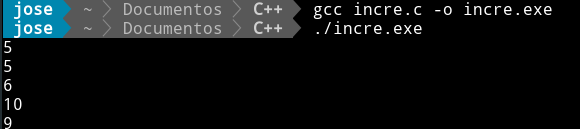 jose ~ Documentos C++ gcc incre.c -o incre.exe
jose ~ Documentos C++ ./incre.exe
5
5
6
10
9